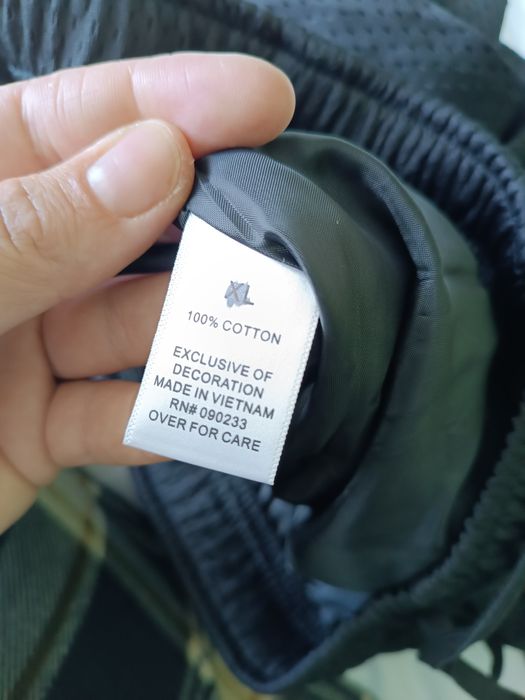 XL
100% COTTON
EXCLUSIVE OF
DECORATION
MADE IN VIETNAM
RN# 090233
OVER FOR CARE